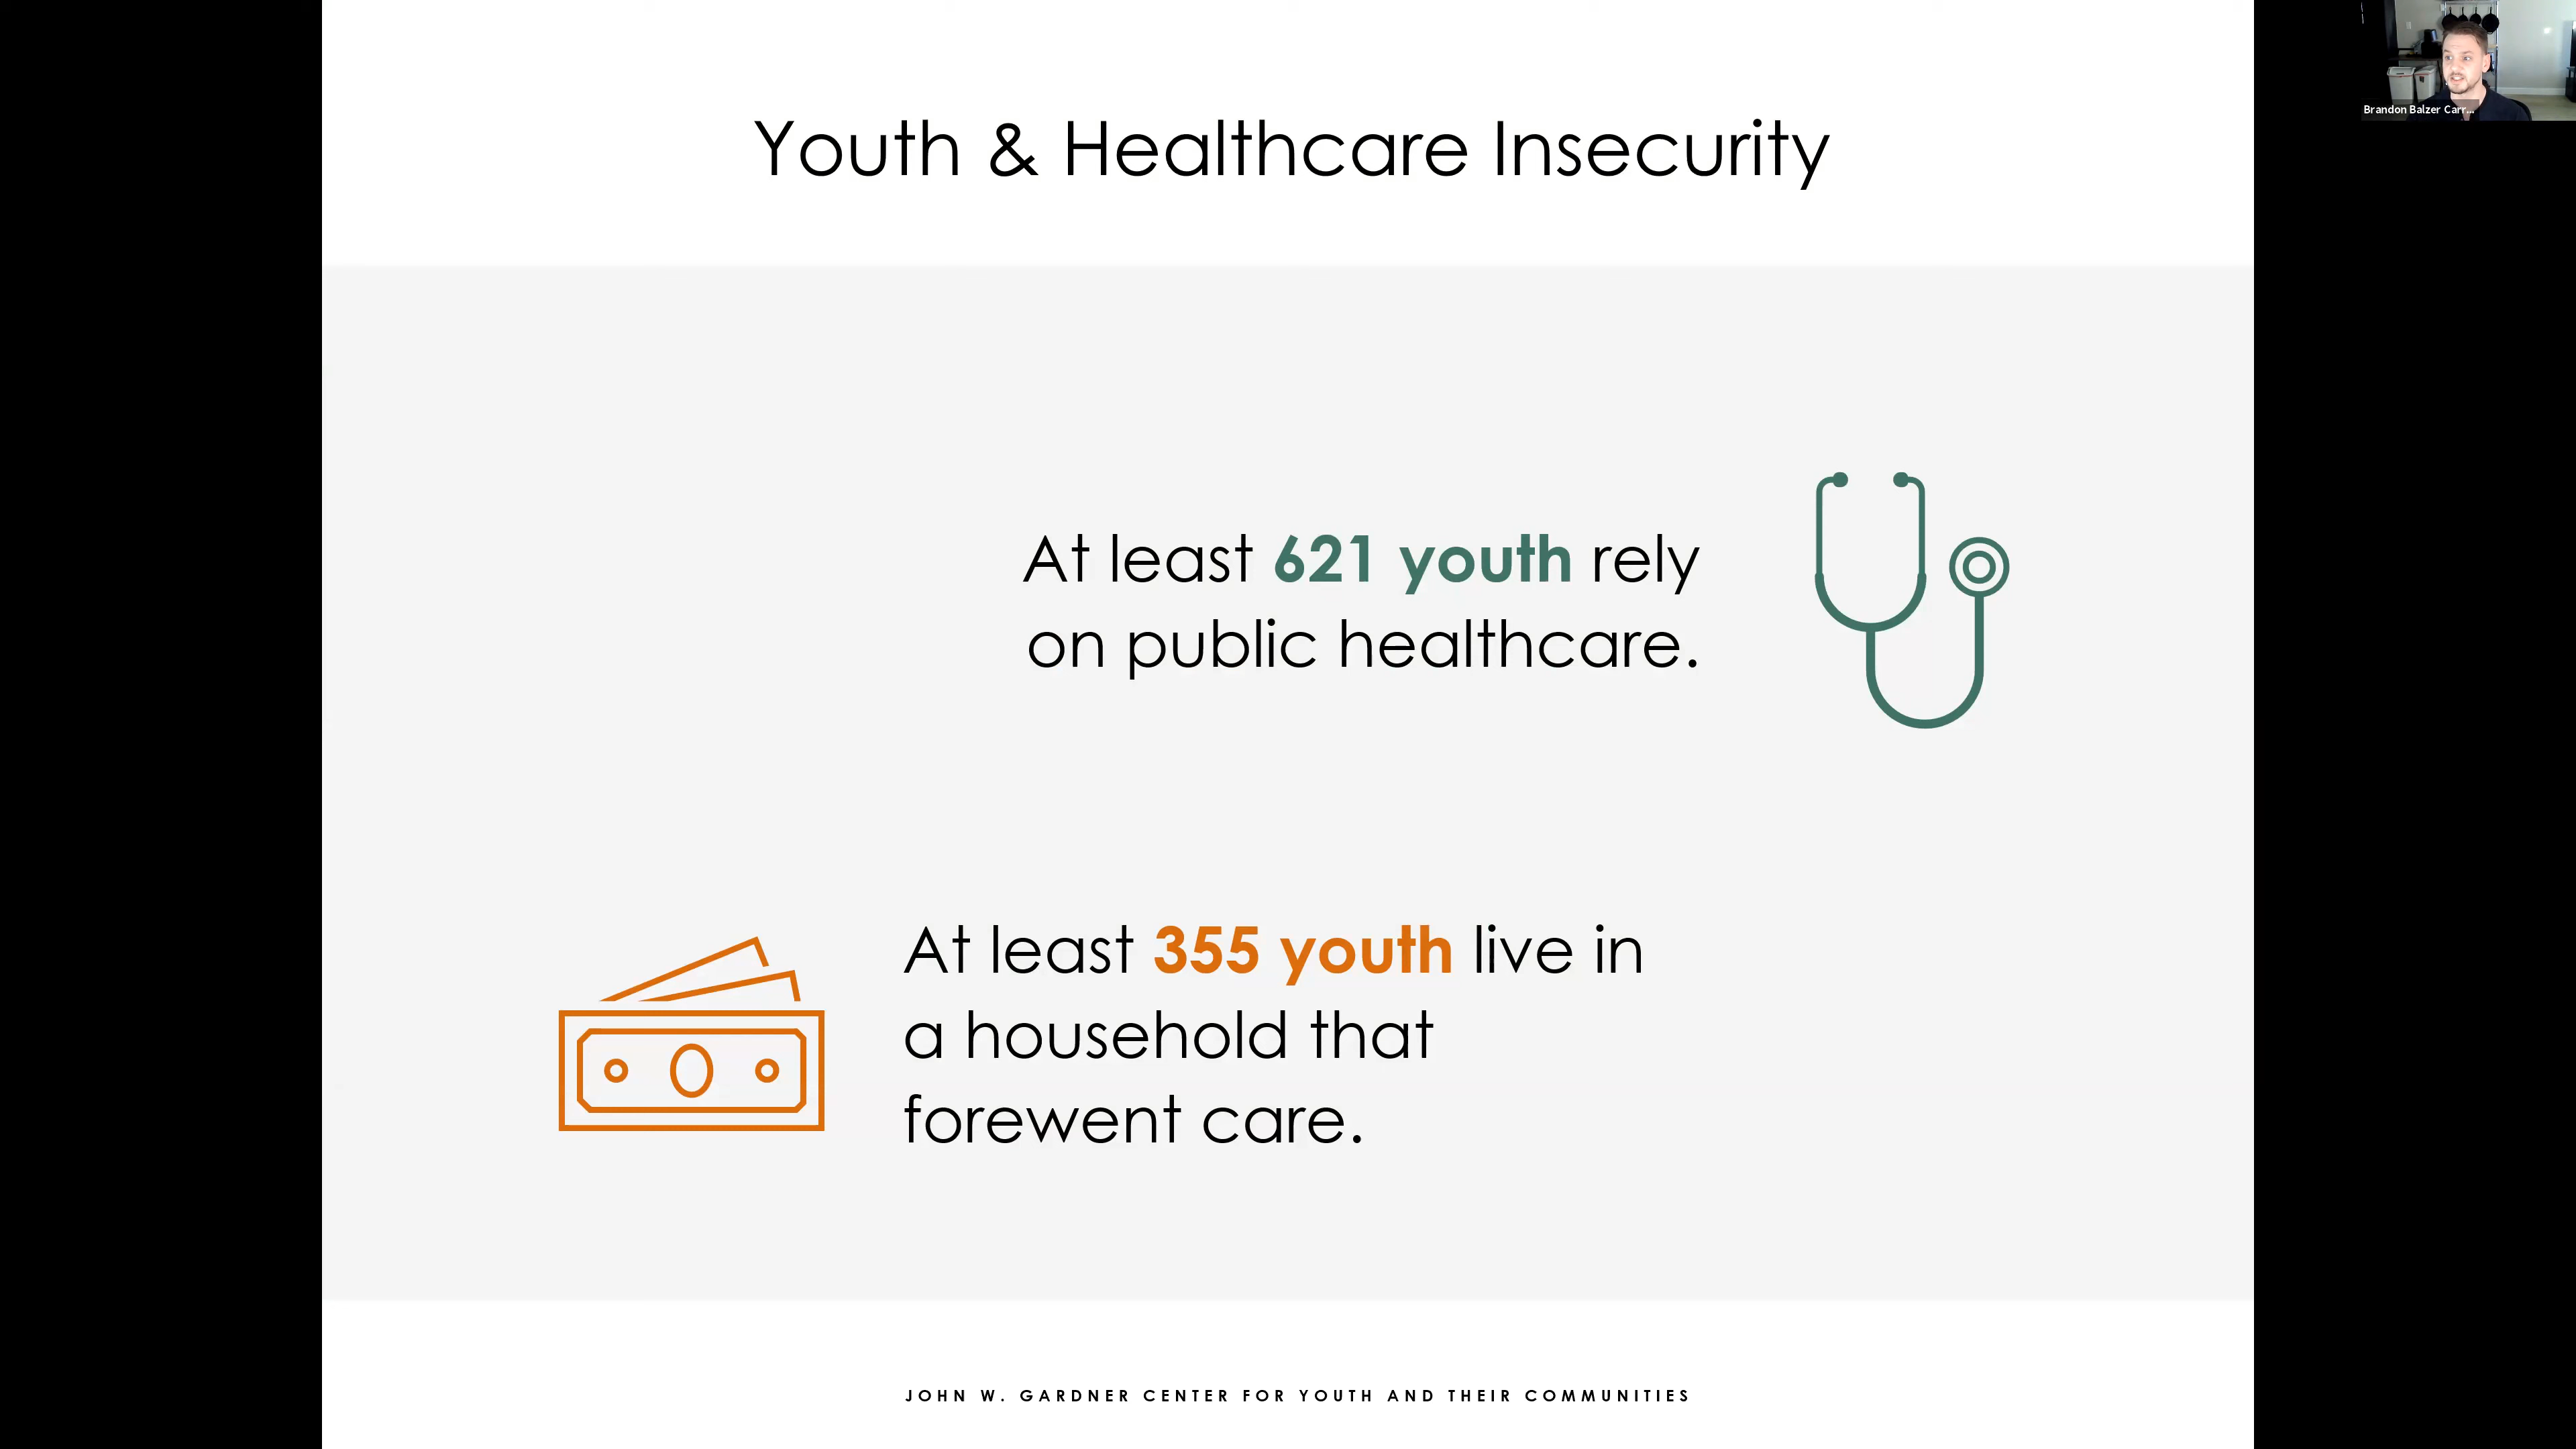 Youth & Healthcare Insecurity
Brandon Balzer Carr...
At least 621 youth rely
on public healthcare.
At least 355 youth live in
a household that
forewent care.
JOHN W. GARDNER CENTER FOR YOUTH AND THEIR COMMUNITIES